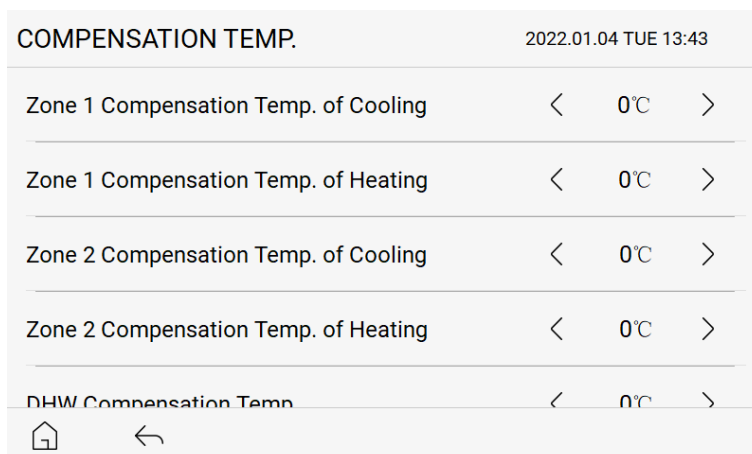 COMPENSATION TEMP. 2022.01.04 TUE 13:43
Zone 1 Compensation Temp. of Cooling 0℃
Zone 1 Compensation Temp. of Heating 0℃
Zone 2 Compensation Temp. of Cooling 0℃
Zone 2 Compensation Temp. of Heating 0℃
DHW Compensation Temp 0℃